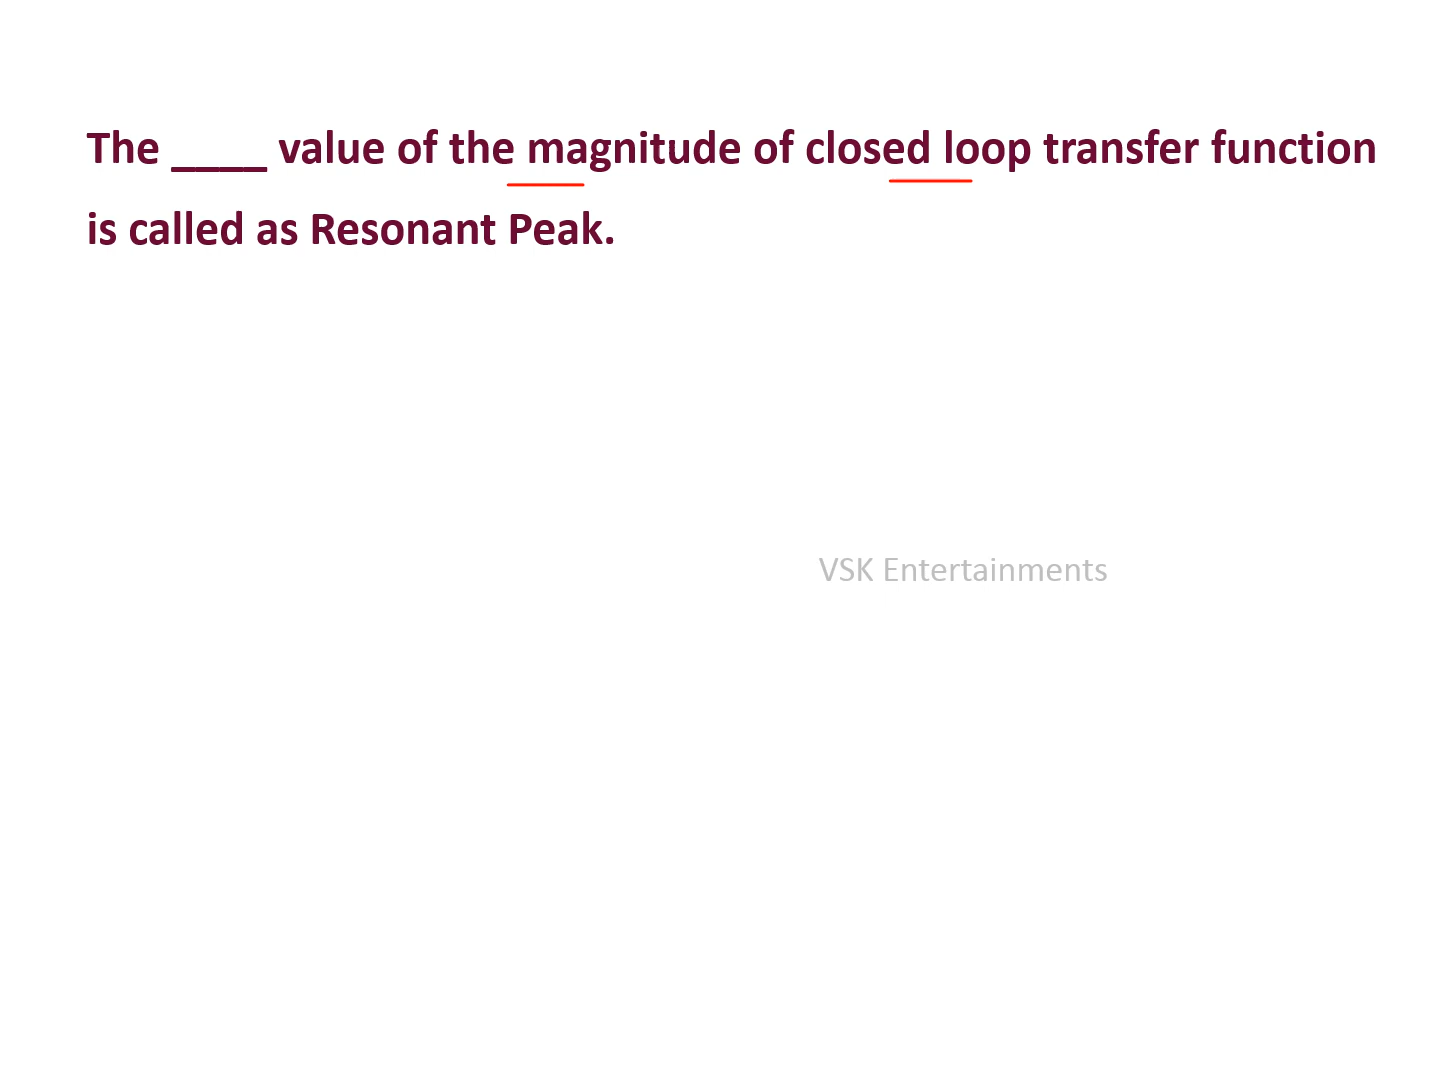 The ____ value of the magnitude of closed loop transfer function
is called as Resonant Peak.
VSK Entertainments